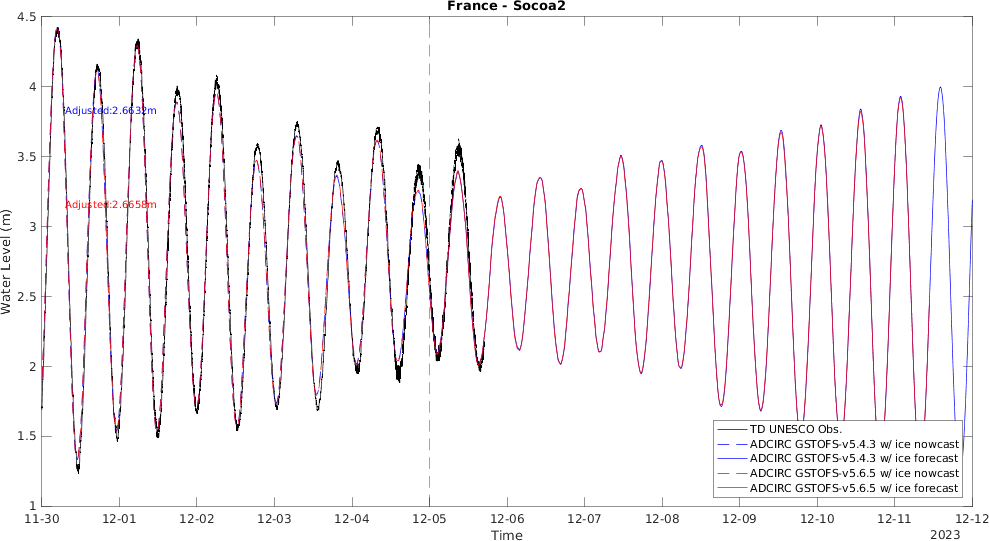 France - Socoa2
4.5
4
3.5
3
2.5
2
1.5
1
Water Level (m)
Adjusted:2.6632m
Adjusted:2.6658m
TD UNESCO Obs.
ADCIRC GSTOFS-v5.4.3 w/ ice nowcast
ADCIRC GSTOFS-v5.4.3 w/ ice forecast
ADCIRC GSTOFS-v5.6.5 w/ ice nowcast
ADCIRC GSTOFS-v5.6.5 w/ ice forecast
11-30 12-01 12-02 12-03 12-04 12-05 12-06 12-07 12-08 12-09 12-10 12-11 12-12
Time
2023